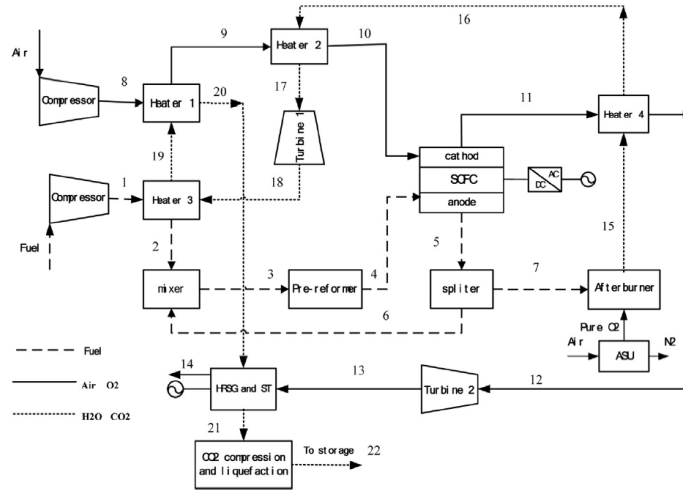 16
9
10
Air
Heater 2
8
20
17
11
Compressor
Heater 1
Turbine 1
Heater 4
cathod
19
SOFC
AC
DC
1
18
anode
Compressor
Heater 3
15
5
Fuel
2
3
4
7
mixer
Pre-reformer
spliter
Afterburner
6
Pure O2
Air
ASU
N2
Fuel
14
13
12
Air O2
HRSG and ST
Turbine 2
H2O CO2
21
To storage
22
CO2 compression
and liquefaction